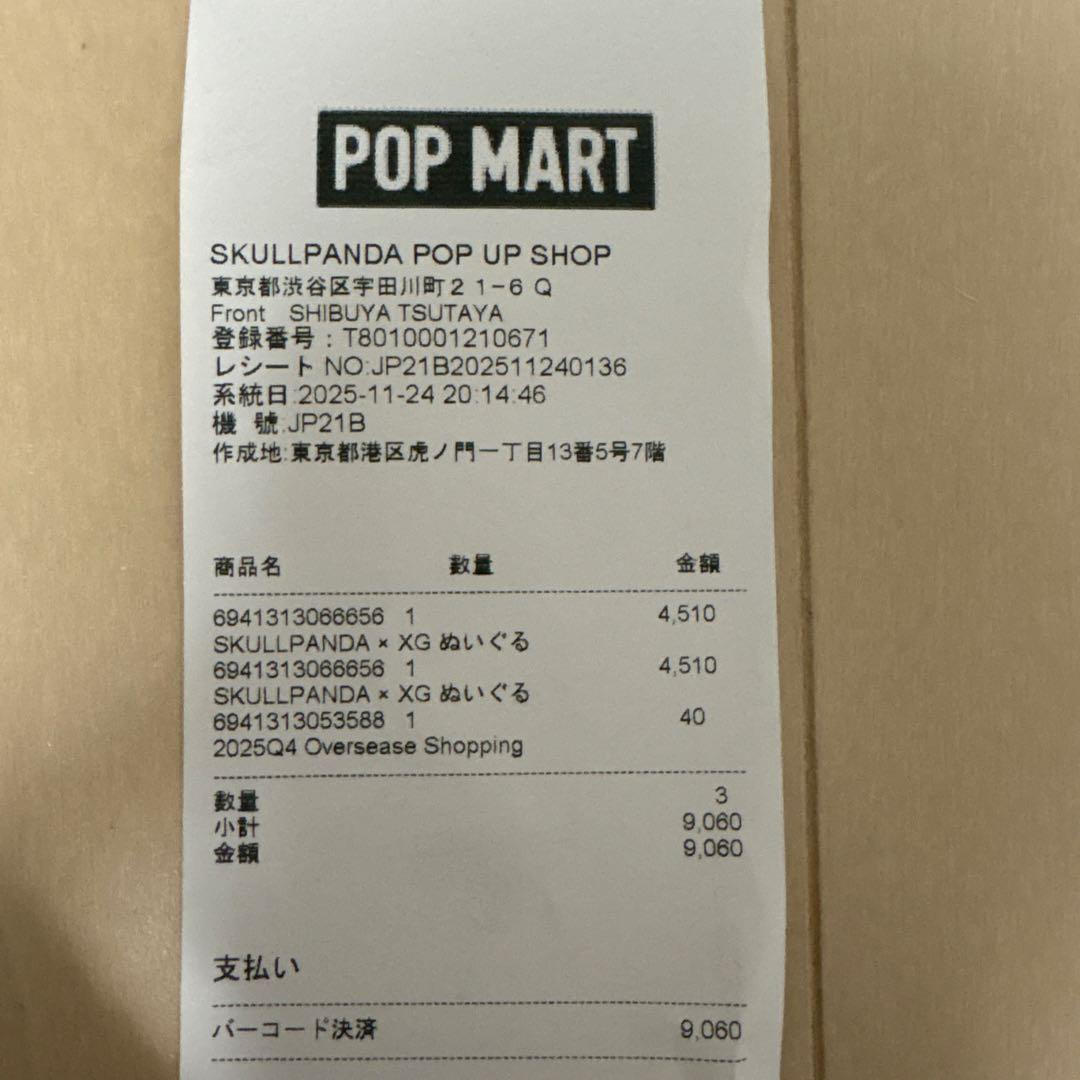 POP MART
SKULLPANDA POP UP SHOP
東京都渋谷区宇田川町21-6 Q
Front SHIBUYA TSUTAYA
登録番号：T8010001210671
レシート NO:JP21B202511240136
系統日:2025-11-24 20:14:46
機 號:JP21B
作成地:東京都港区虎ノ門一丁目13番5号7階
商品名 數量 金額
6941313066656 1 4,510
SKULLPANDA × XG ぬいぐる
6941313066656 1 4,510
SKULLPANDA × XG ぬいぐる
6941313053588 1 40
2025Q4 Oversease Shopping
數量 3
小計 9,060
金額 9,060
支払い
バーコード決済 9,060